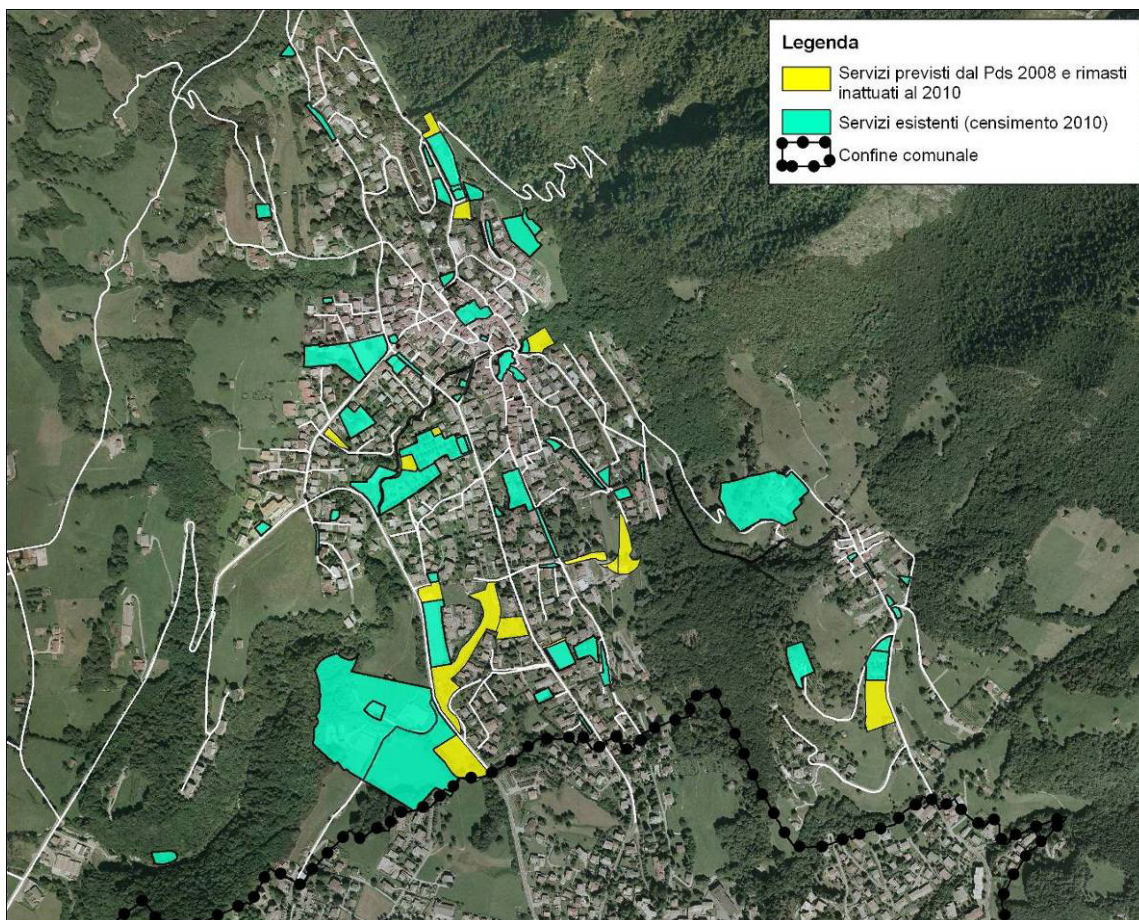 Legenda
Servizi previsti dal Pds 2008 e rimasti
inattuati al 2010
Servizi esistenti (censimento 2010)
Confine comunale